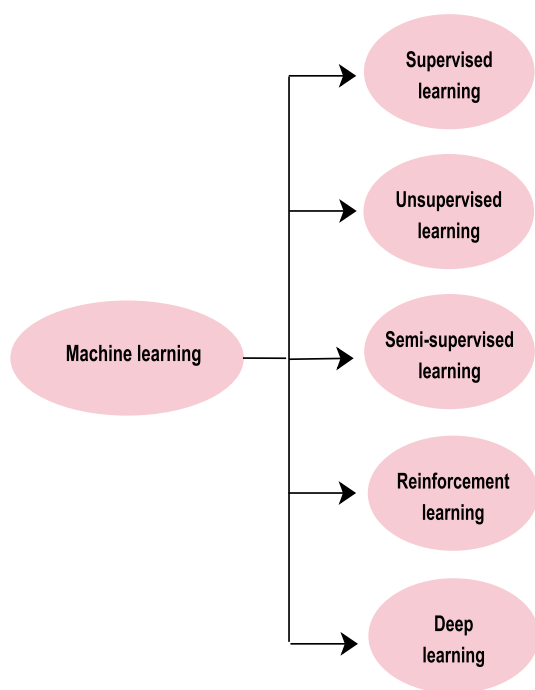 Supervised
learning
Unsupervised
learning
Machine learning
Semi-supervised
learning
Reinforcement
learning
Deep
learning